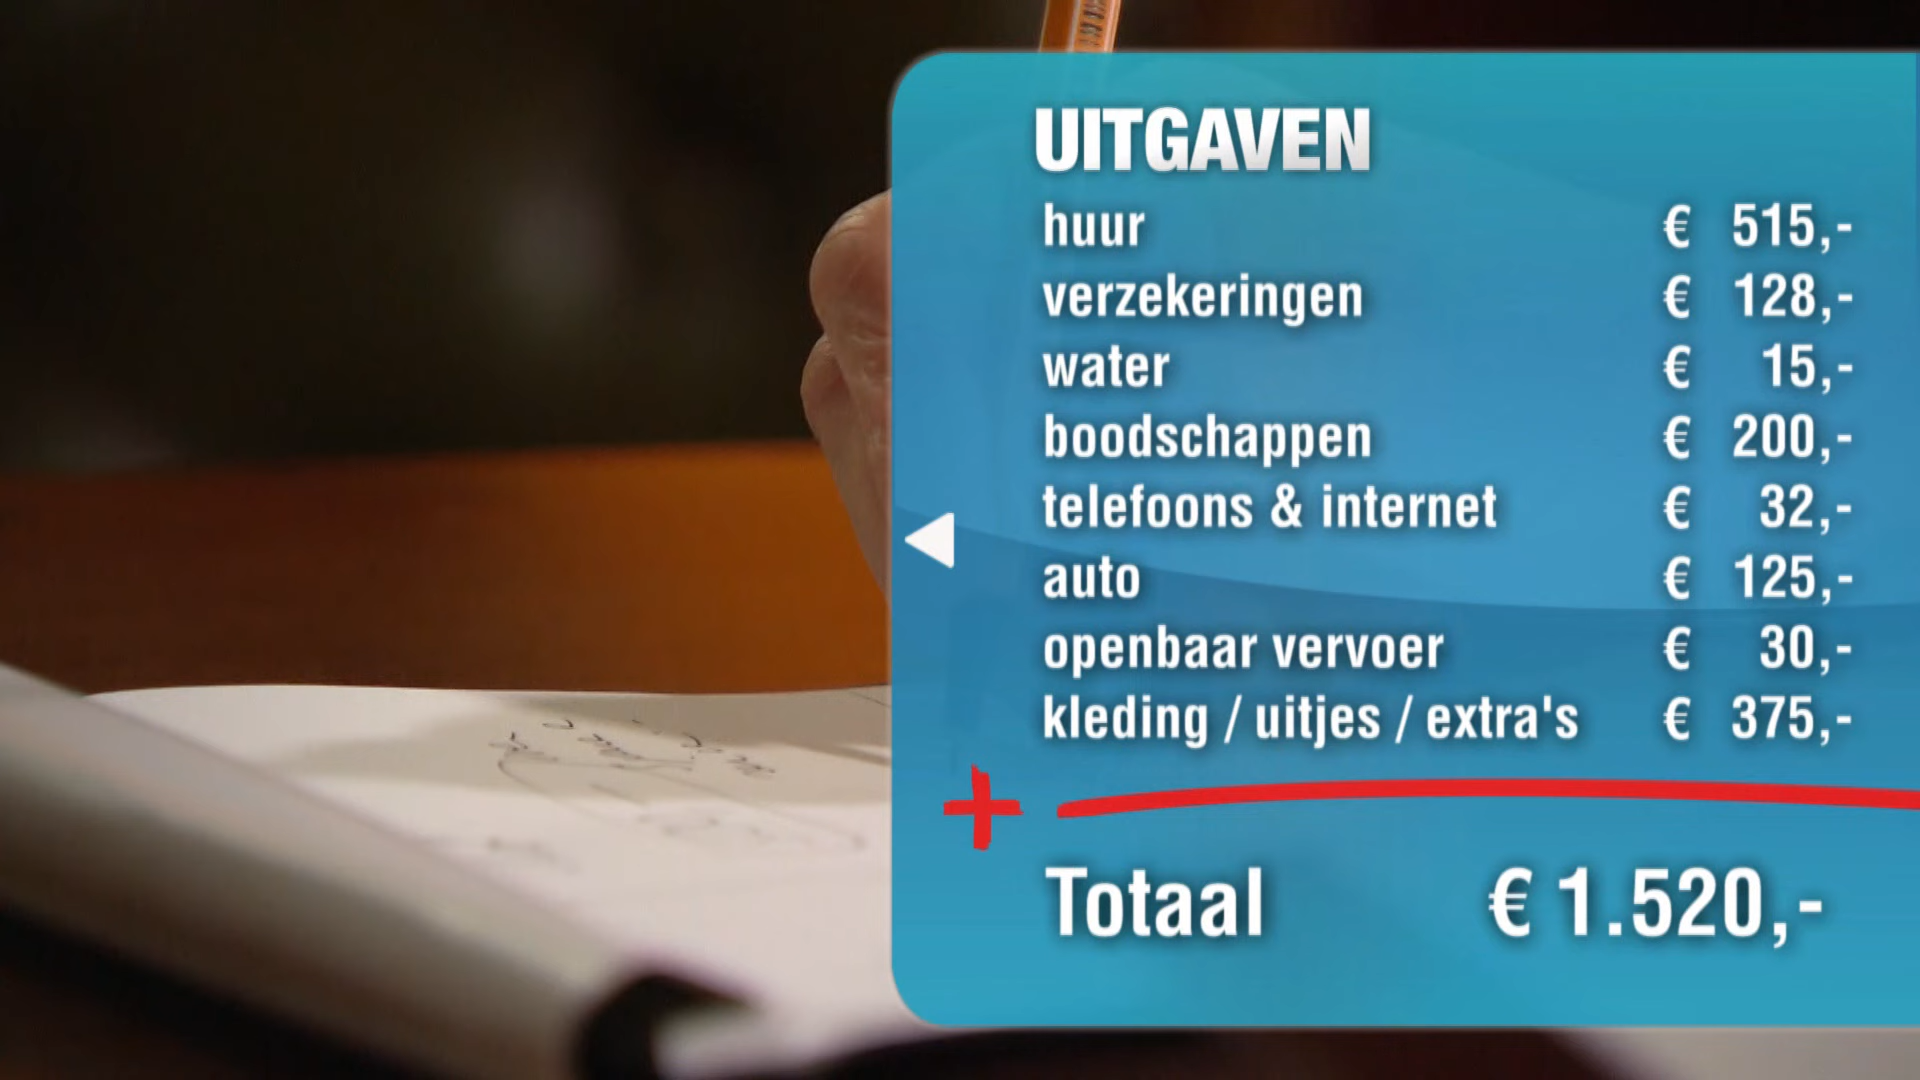 UITGAVEN
huur € 515,-
verzekeringen € 128,-
water € 15,-
boodschappen € 200,-
telefoons & internet € 32,-
auto € 125,-
openbaar vervoer € 30,-
kleding / uitjes / extra's € 375,-
+
Totaal € 1.520,-